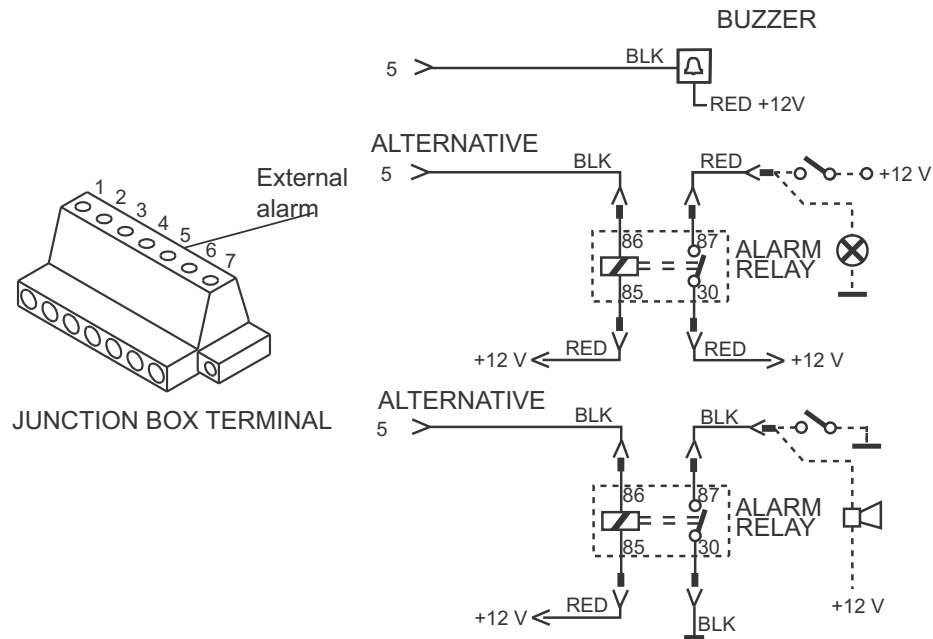 BUZZER
5
BLK
RED +12V
ALTERNATIVE
5
BLK
RED
+12 V
86
87
ALARM
RELAY
85
30
+12 V
RED
RED
+12 V
1
2
3
4
5
6
7
External
alarm
JUNCTION BOX TERMINAL
ALTERNATIVE
5
BLK
BLK
86
87
ALARM
RELAY
85
30
+12 V
RED
BLK
+12 V